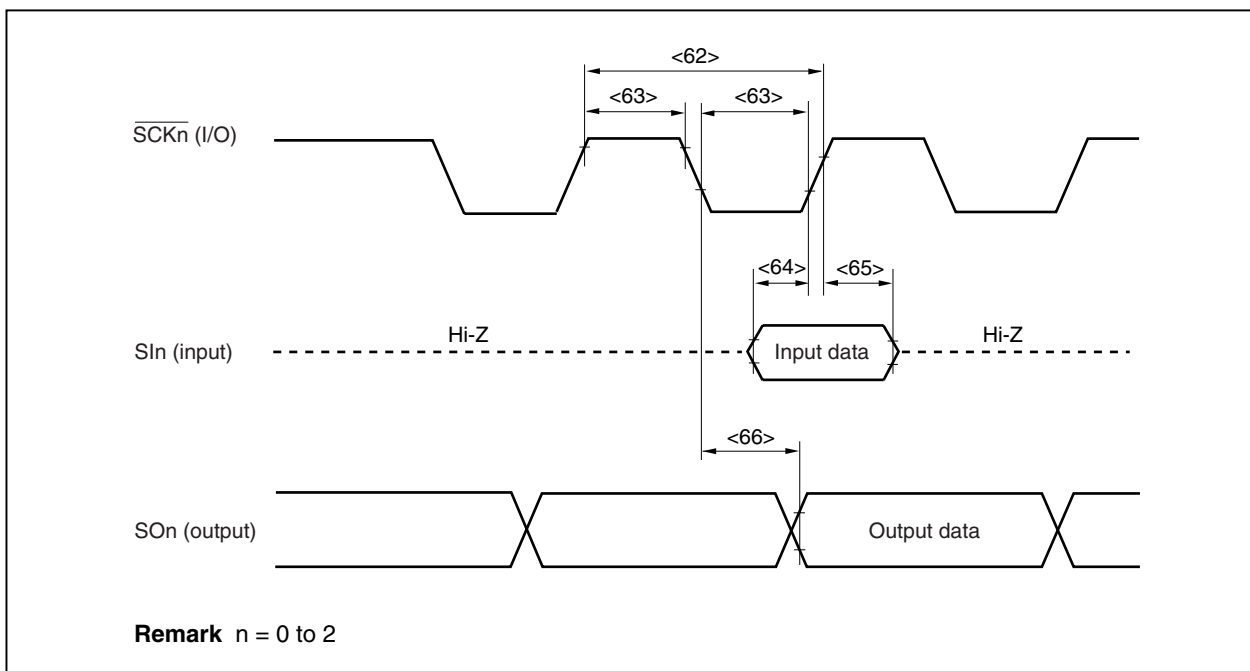 <62>
<63> <63>
SCKn (I/O)
<64> <65>
Hi-Z Hi-Z
SIn (input) Input data
<66>
SOn (output) Output data
Remark n = 0 to 2